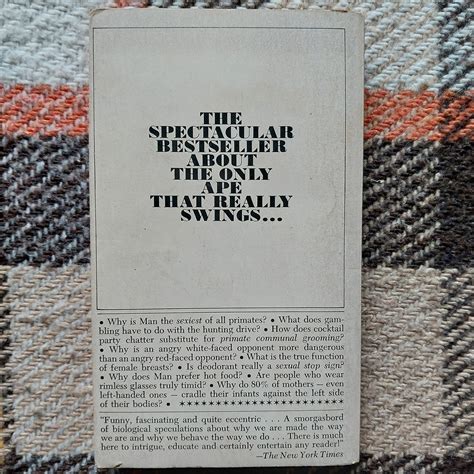 THE
SPECTACULAR
BESTSELLER
ABOUT
THE ONLY
APE
THAT REALLY
SWINGS...
• Why is Man the sexiest of all primates? • What does gam-
bling have to do with the hunting drive? • How does cocktail
party chatter substitute for primate communal grooming?
• Why is an angry white-faced opponent more dangerous
than an angry red-faced opponent? • What is the true function
of female breasts? • Is deodorant really a sexual stop sign?
• Why does Man prefer hot food? • Are people who wear
rimless glasses truly timid? • Why do 80% of mothers — even
left-handed ones — cradle their infants against the left side
of their bodies? • ★★★★★★★★★★★★★★★★★★★★★★★★
"Funny, fascinating and quite eccentric . . . A smorgasbord
of biological speculations about why we are made the way
we are and why we behave the way we do . . . There is much
here to intrigue, educate and certainly entertain any reader!"
—The New York Times